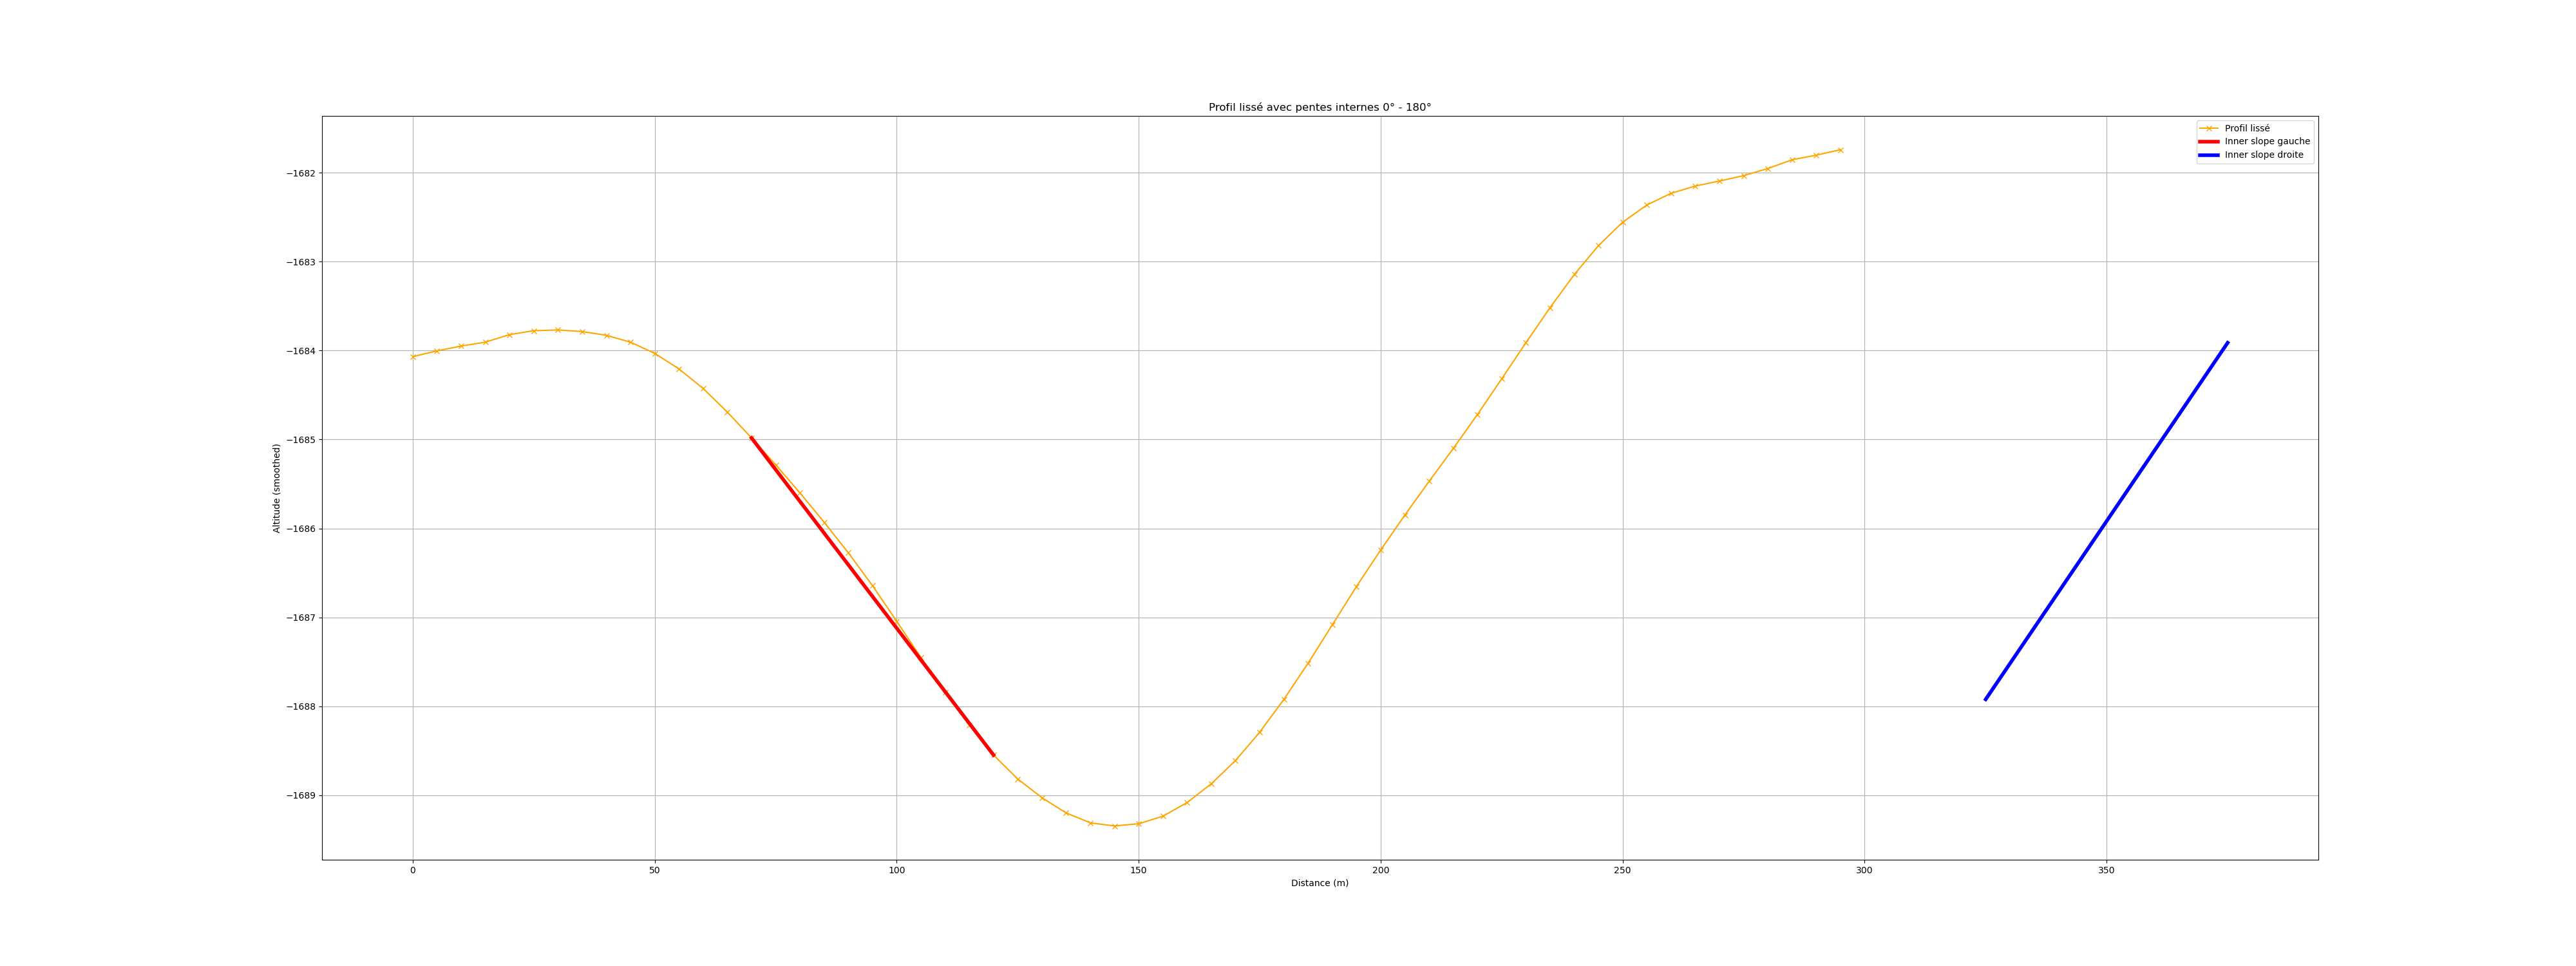 Profil lissé avec pentes internes 0° - 180°
Profil lissé
Inner slope gauche
Inner slope droite
Altitude (smoothed)
−1682
−1683
−1684
−1685
−1686
−1687
−1688
−1689
0 50 100 150 200 250 300 350
Distance (m)